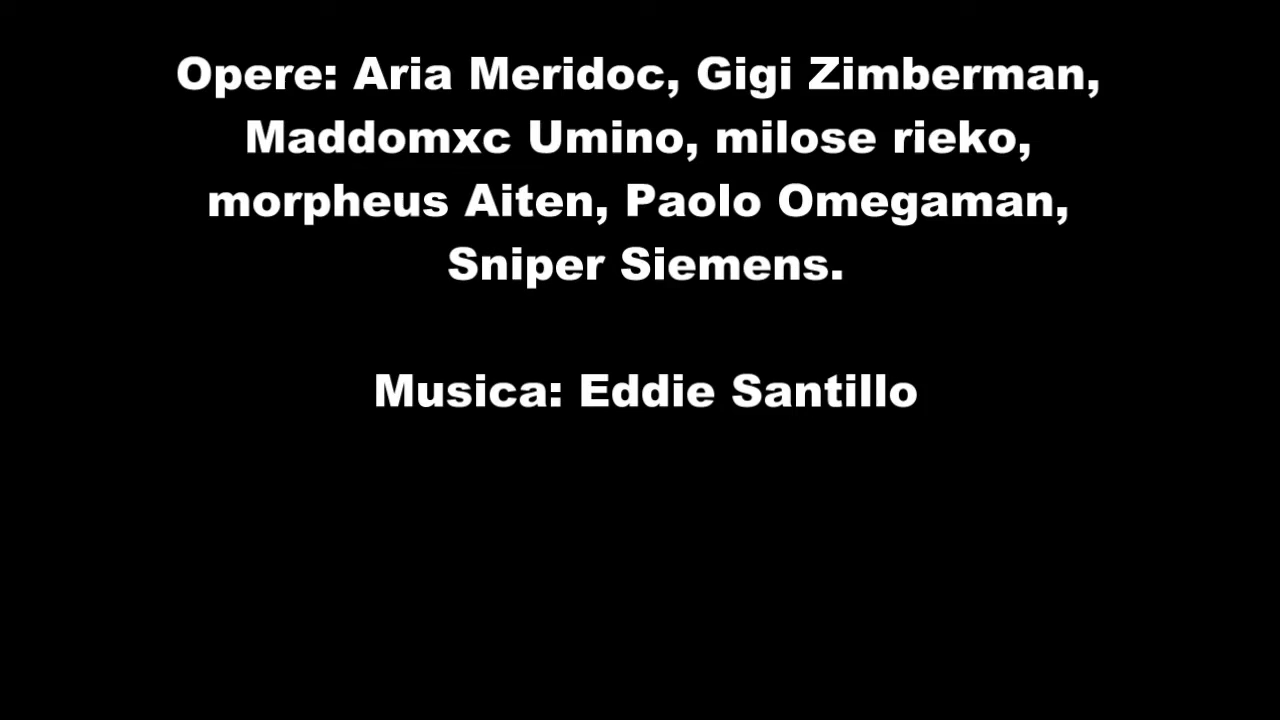 Opere: Aria Meridoc, Gigi Zimberman,
Maddomxc Umino, milose rieko,
morpheus Aiten, Paolo Omegaman,
Sniper Siemens.
Musica: Eddie Santillo